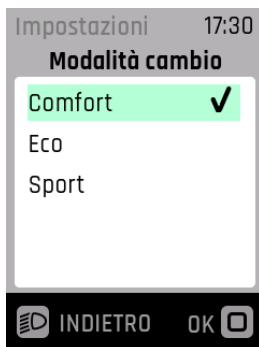 Impostazioni 17:30
Modalità cambio
Comfort
Eco
Sport
INDIETRO OK